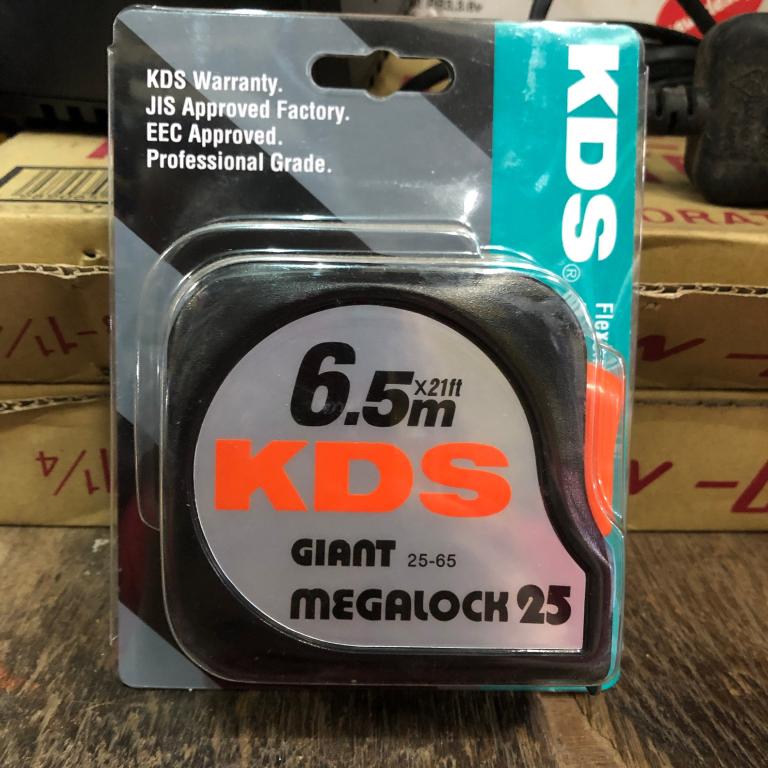 KDS Warranty.
JIS Approved Factory.
EEC Approved.
Professional Grade.
KDS®
6.5m x21ft
KDS
GIANT 25-65
MEGALOCK 25